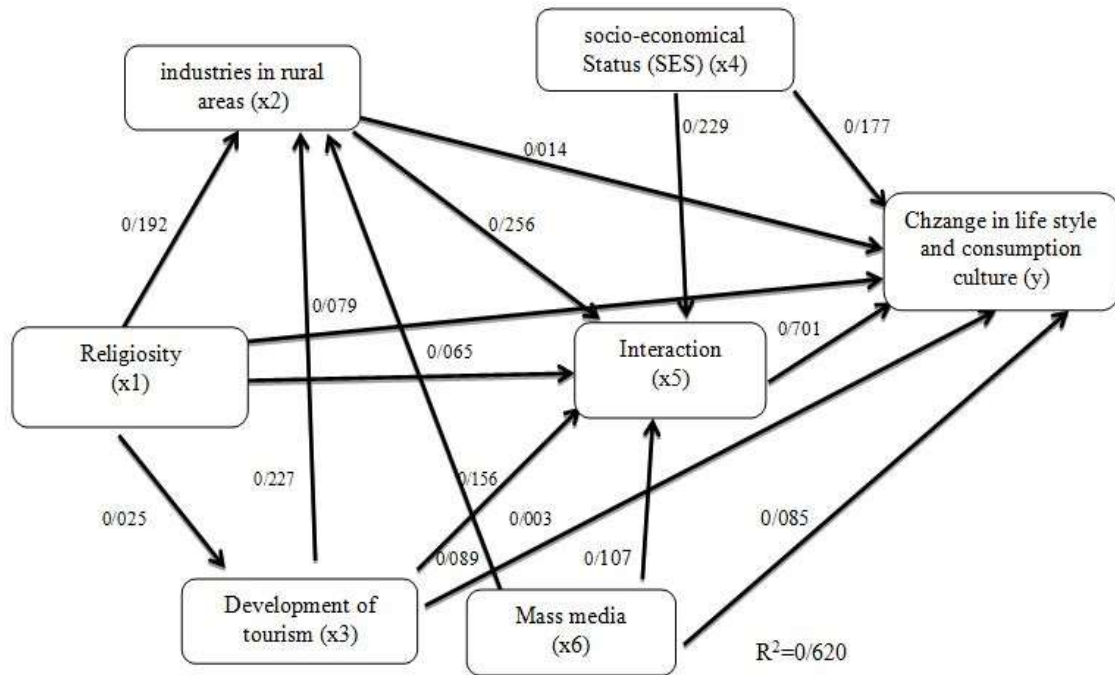 socio-economical
Status (SES) (x4)
industries in rural
areas (x2)
0/229
0/177
0/014
0/192
0/256
Chzange in life style
and consumption
culture (y)
0/079
0/701
Religiosity
(x1)
0/065
Interaction
(x5)
0/227
0/156
0/025
0/003
0/085
0/089
0/107
Development of
tourism (x3)
Mass media
(x6)
R²=0/620